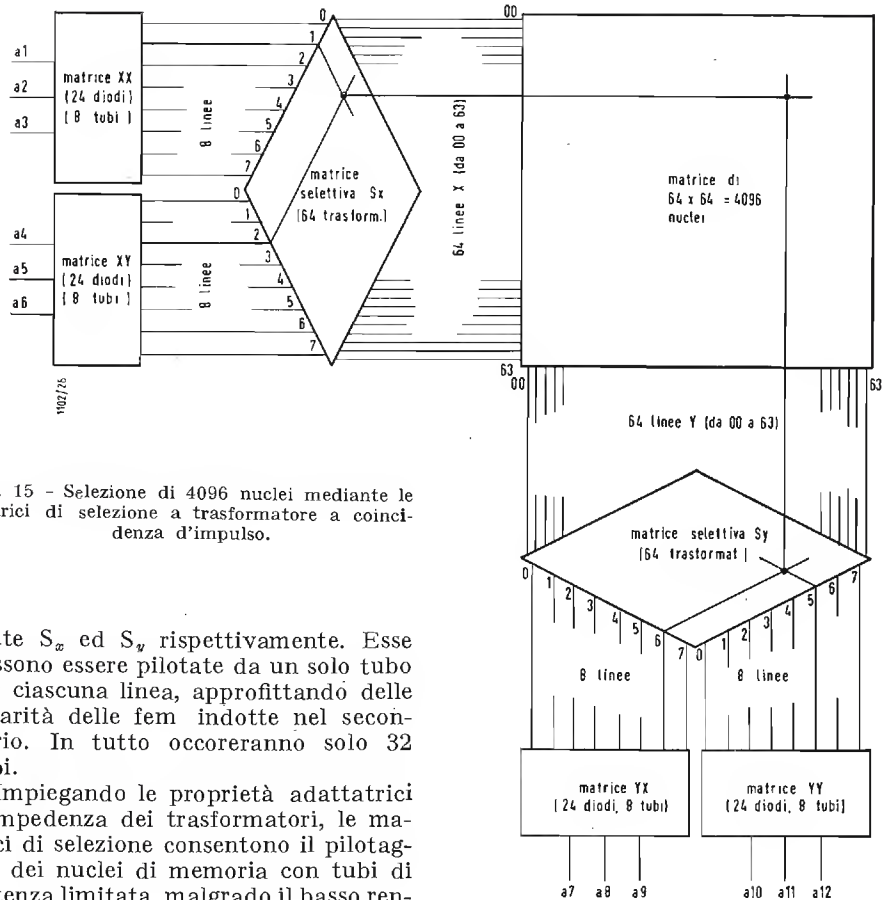 0
00
1
2
3
4
5
6
7
0
1
2
3
4
5
6
7
a1
a2
a3
matrice XX
(24 diodi)
( 8 tubi )
8 linee
a4
a5
a6
matrice XY
(24 diodi)
( 8 tubi )
8 linee
matrice
selettiva Sx
(64 trasform.)
64 linee X (da 00 a 63)
matrice di
64 x 64 = 4096
nuclei
63
00
63
1102/26
64 linee Y (da 00 a 63)
. 15 - Selezione di 4096 nuclei mediante le
rici di selezione a trasformatore a coinci-
denza d'impulso.
matrice selettiva Sy
(64 trasformat )
0
1
2
3
4
5
6
7
0
1
2
3
4
5
6
7
8 linee
8 linee
te Sx ed Sy rispettivamente. Esse
ssono essere pilotate da un solo tubo
ciascuna linea, approfittando delle
arità delle fem indotte nel secon-
rio. In tutto occoreranno solo 32
bi.
Impiegando le proprietà adattatrici
mpedenza dei trasformatori, le ma-
ci di selezione consentono il pilotag-
dei nuclei di memoria con tubi di
tenza limitata, malgrado il basso ren-
matrice YX
(24 diodi, 8 tubi)
matrice YY
(24 diodi, 8 tubi)
a7
a8
a9
a10
a11
a12